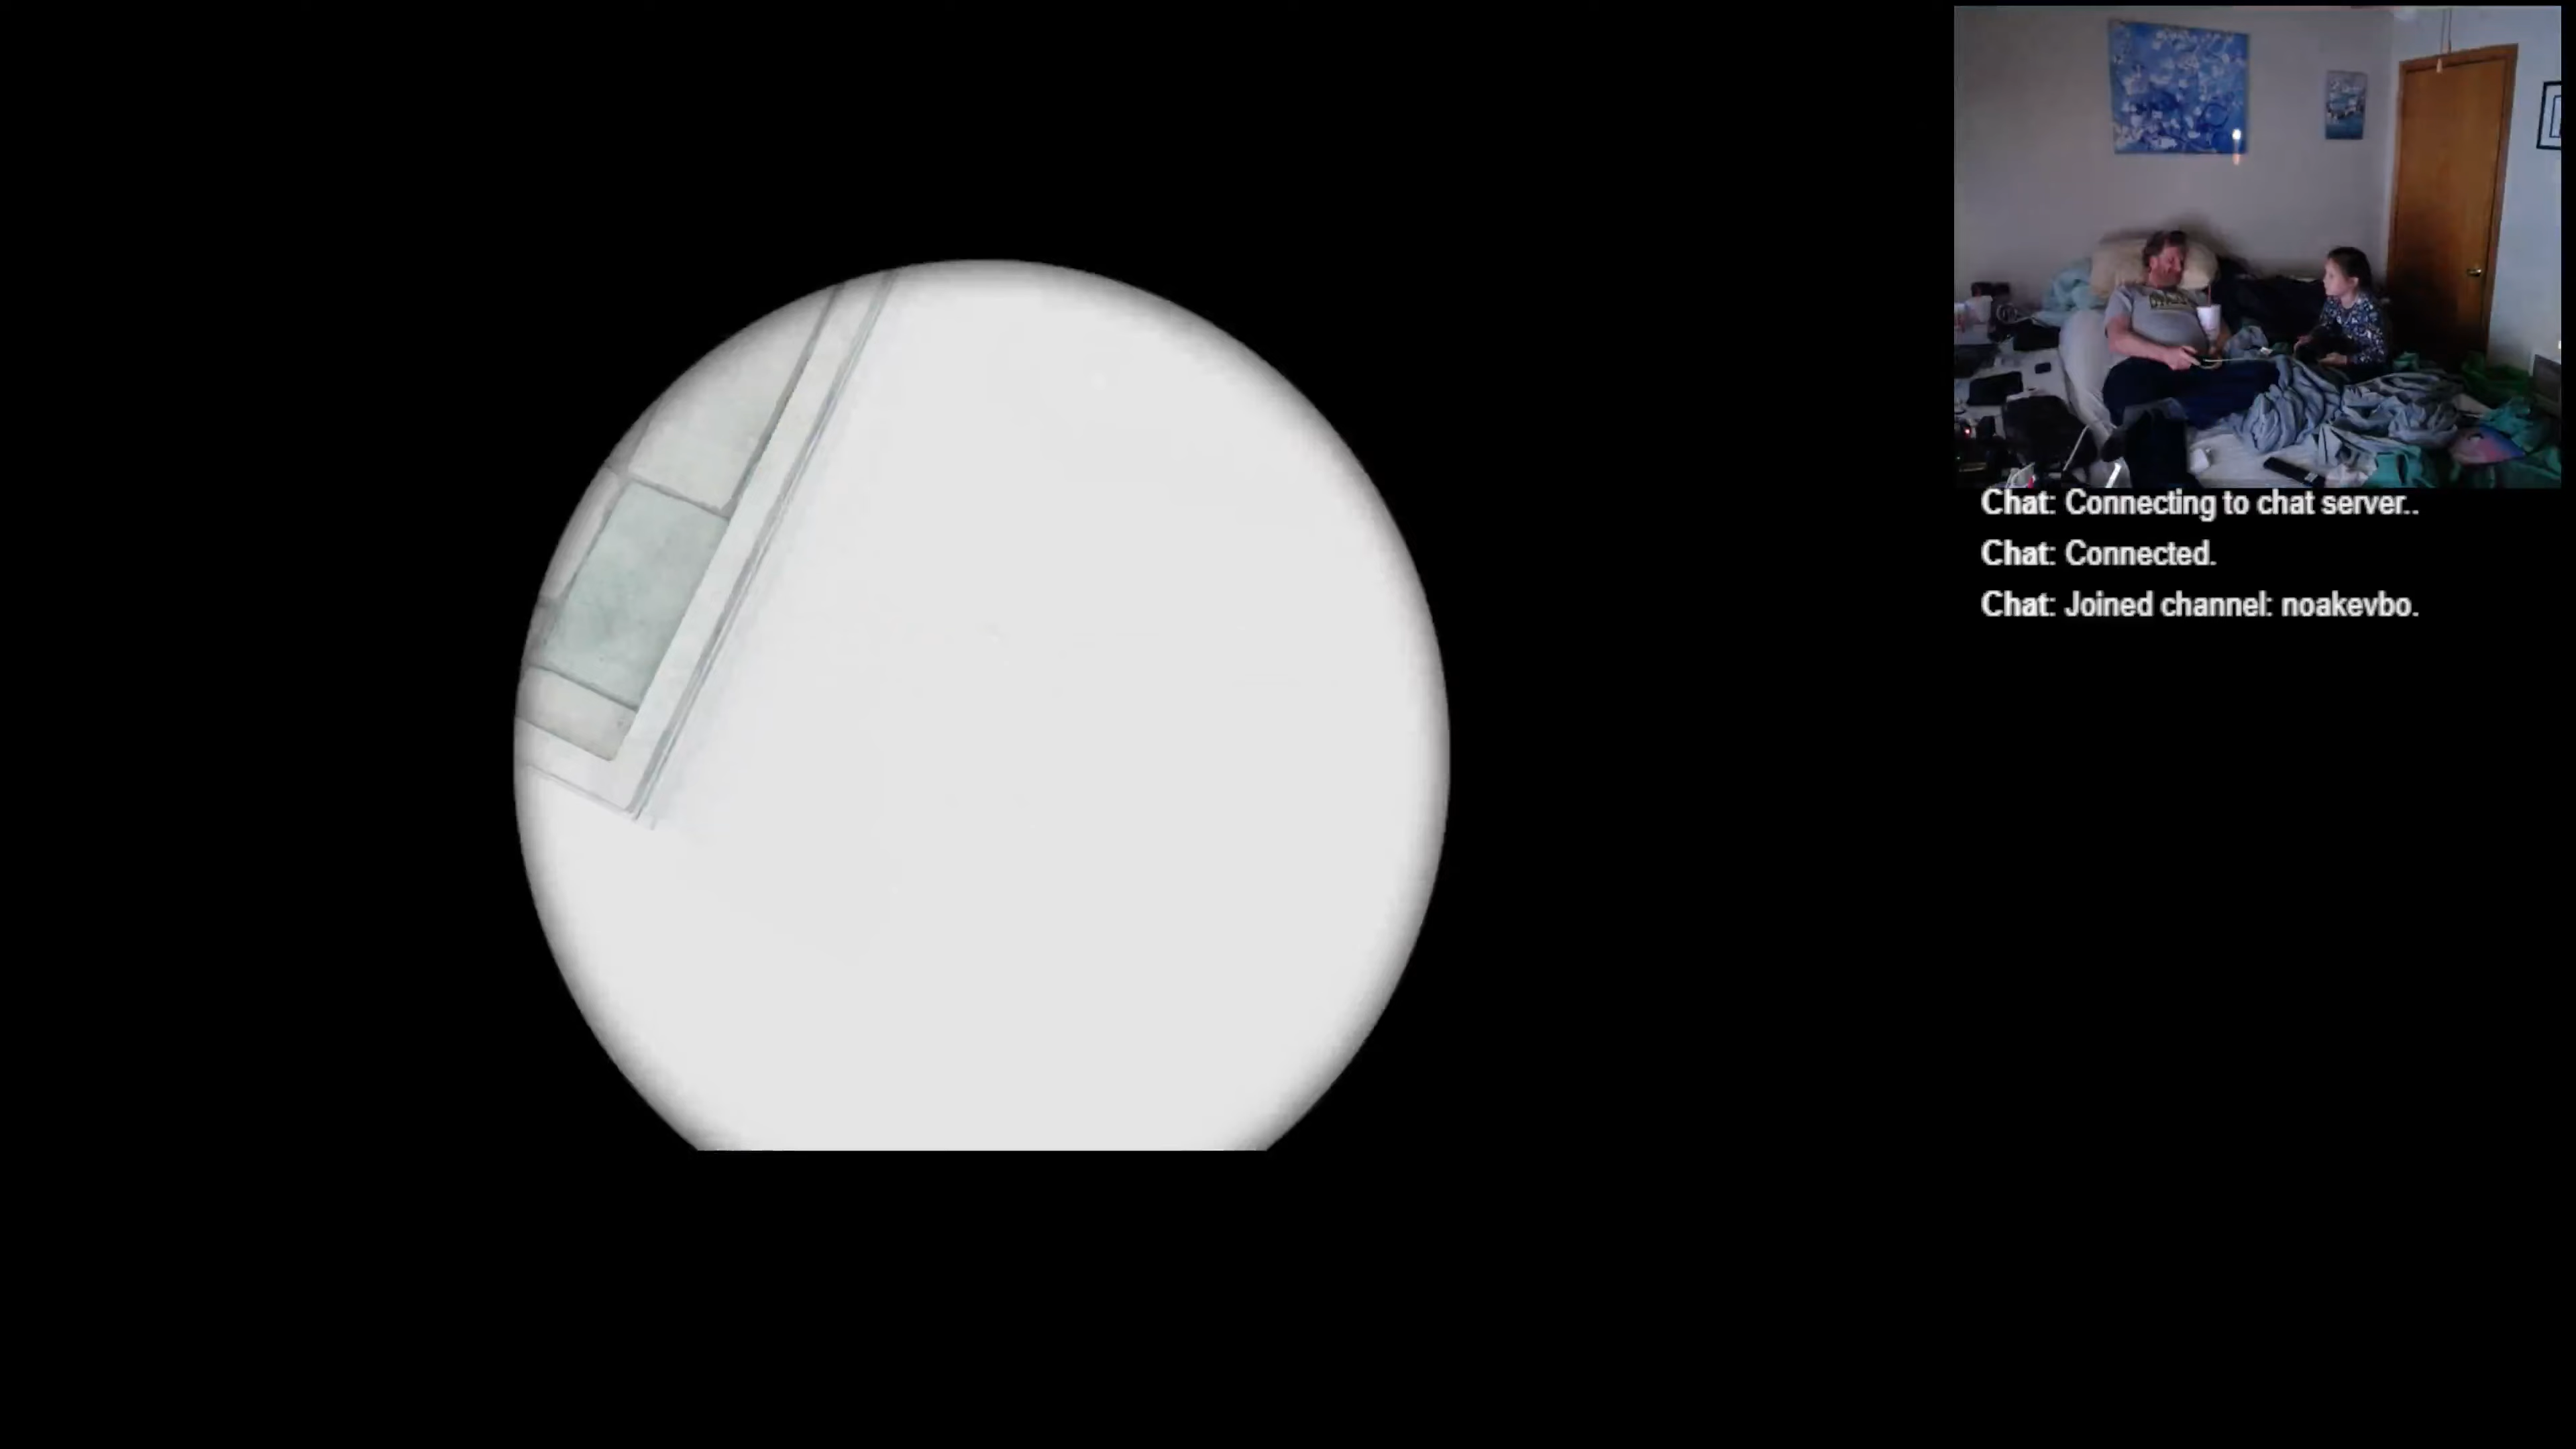 Chat: Connecting to chat server..
Chat: Connected.
Chat: Joined channel: noakevbo.